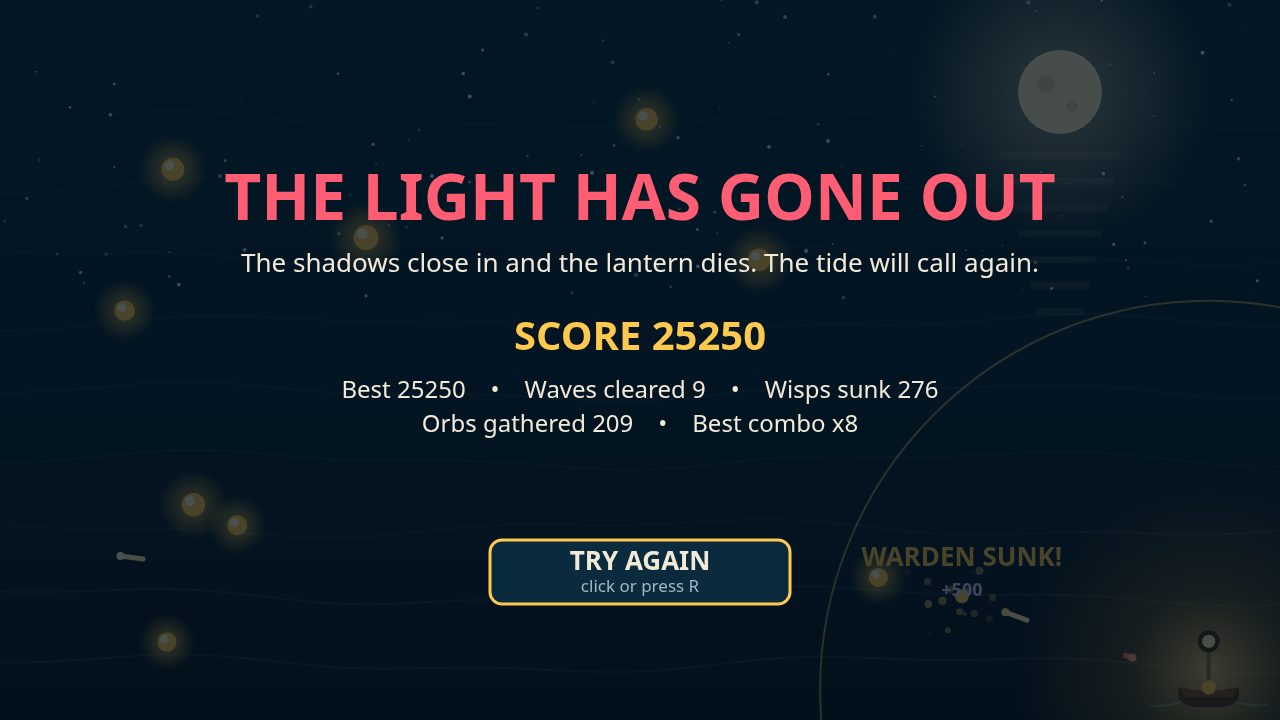 THE LIGHT HAS GONE OUT
The shadows close in and the lantern dies. The tide will call again.
SCORE 25250
Best 25250 • Waves cleared 9 • Wisps sunk 276
Orbs gathered 209 • Best combo x8
TRY AGAIN
click or press R
WARDEN SUNK!
+500